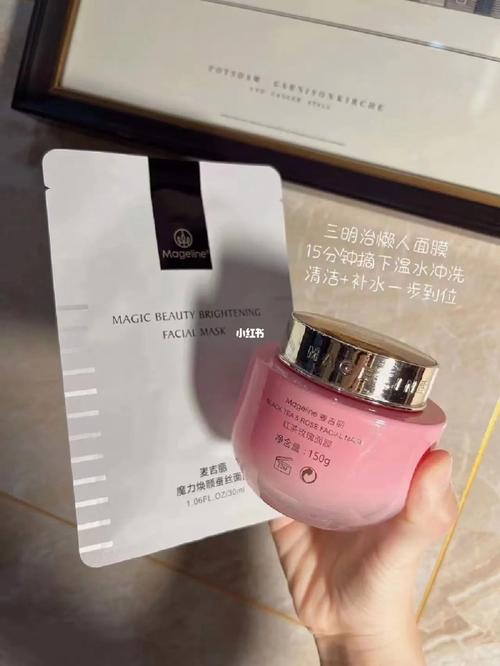 POTSDAM GARNISONKIRCHE
三明治懒人面膜
15分钟摘下温水冲洗
清洁+补水一步到位
Mageline®
MAGIC BEAUTY BRIGHTENING
FACIAL MASK
小红书
Mageline 麦吉丽
BLACK TEA & ROSE FACIAL MASK
红茶玫瑰面膜
净含量:150g
麦吉丽
魔力焕颜蚕丝面
1.06FL.OZ/30ml